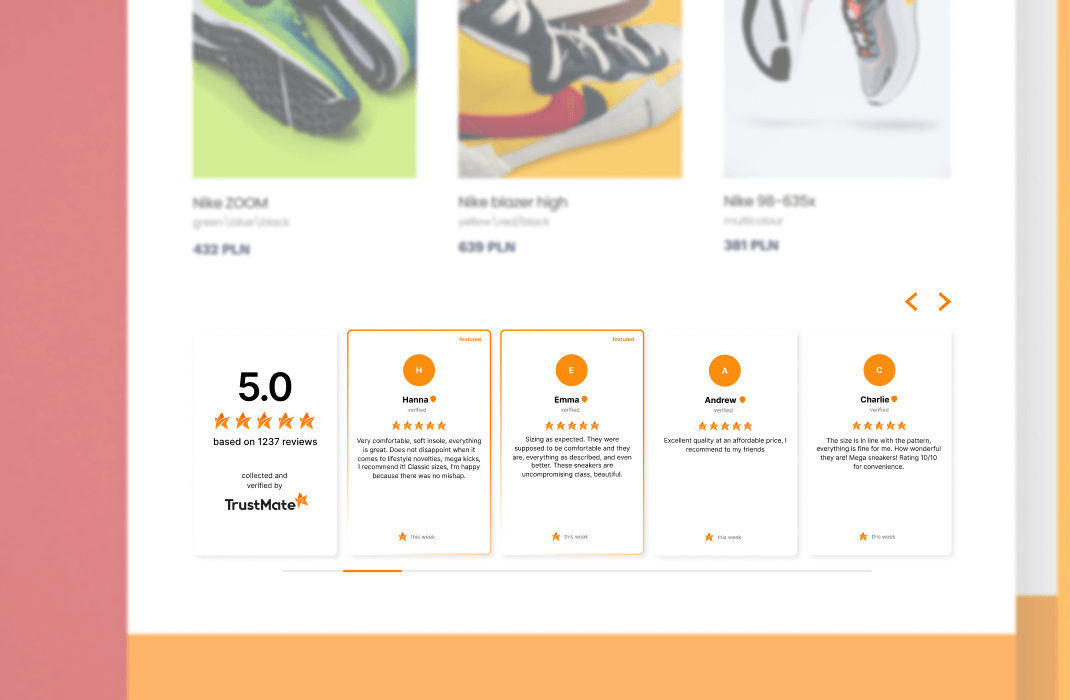 Nike ZOOM
green\blue\black
432 PLN
Nike blazer high
yellow\red/black
639 PLN
Nike 98-635x
multicolour
381 PLN
5.0
based on 1237 reviews
collected and
verified by
TrustMate
featured
H
Hanna
verified
Very comfortable, soft insole, everything
is great. Does not disappoint when it
comes to lifestyle novelties, mega kicks,
I recommend it! Classic sizes, I'm happy
because there was no mishap.
this week
featured
E
Emma
verified
Sizing as expected. They were
supposed to be comfortable and they
are, everything as described, and even
better. These sneakers are
uncompromising class, beautiful.
this week
A
Andrew
verified
Excellent quality at an affordable price, I
recommend to my friends
this week
C
Charlie
verified
The size is in line with the pattern,
everything is fine for me. How wonderful
they are! Mega sneakers! Rating 10/10
for convenience.
this week